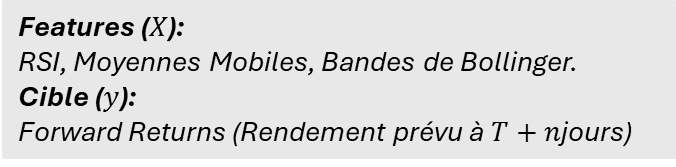 Features (X):
RSI, Moyennes Mobiles, Bandes de Bollinger.
Cible (y):
Forward Returns (Rendement prévu à T + njours)